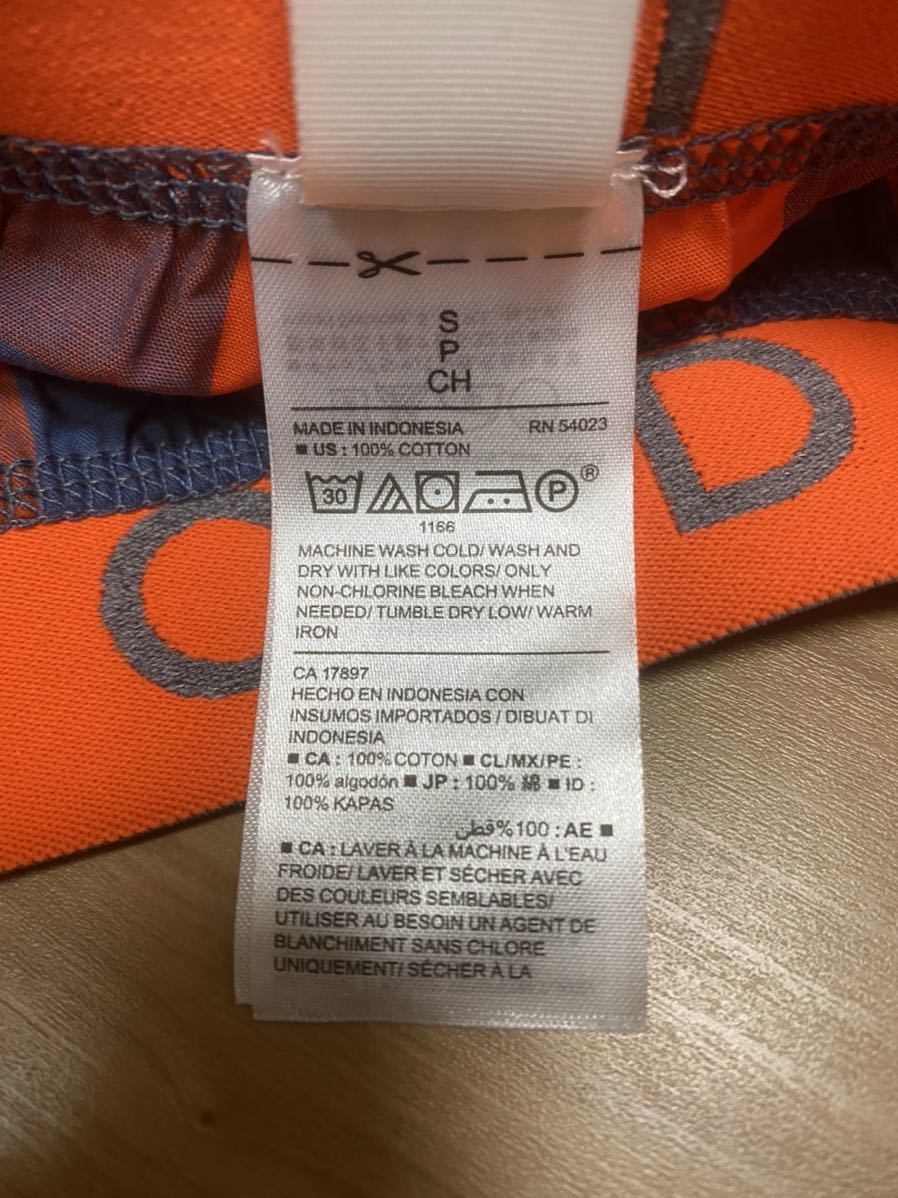 S
P
CH
MADE IN INDONESIA RN 54023
■ US : 100% COTTON
30 P ®
1166
MACHINE WASH COLD/ WASH AND
DRY WITH LIKE COLORS/ ONLY
NON-CHLORINE BLEACH WHEN
NEEDED/ TUMBLE DRY LOW/ WARM
IRON
CA 17897
HECHO EN INDONESIA CON
INSUMOS IMPORTADOS / DIBUAT DI
INDONESIA
■ CA : 100% COTON ■ CL/MX/PE :
100% algodón ■ JP : 100% 綿 ■ ID :
100% KAPAS
■ AE : 100% قطن
■ CA : LAVER À LA MACHINE À L'EAU
FROIDE/ LAVER ET SÉCHER AVEC
DES COULEURS SEMBLABLES/
UTILISER AU BESOIN UN AGENT DE
BLANCHIMENT SANS CHLORE
UNIQUEMENT/ SÉCHER À LA